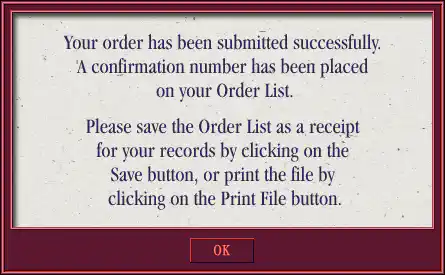 Your order has been submitted successfully.
A confirmation number has been placed
on your Order List.
Please save the Order List as a receipt
for your records by clicking on the
Save button, or print the file by
clicking on the Print File button.
OK